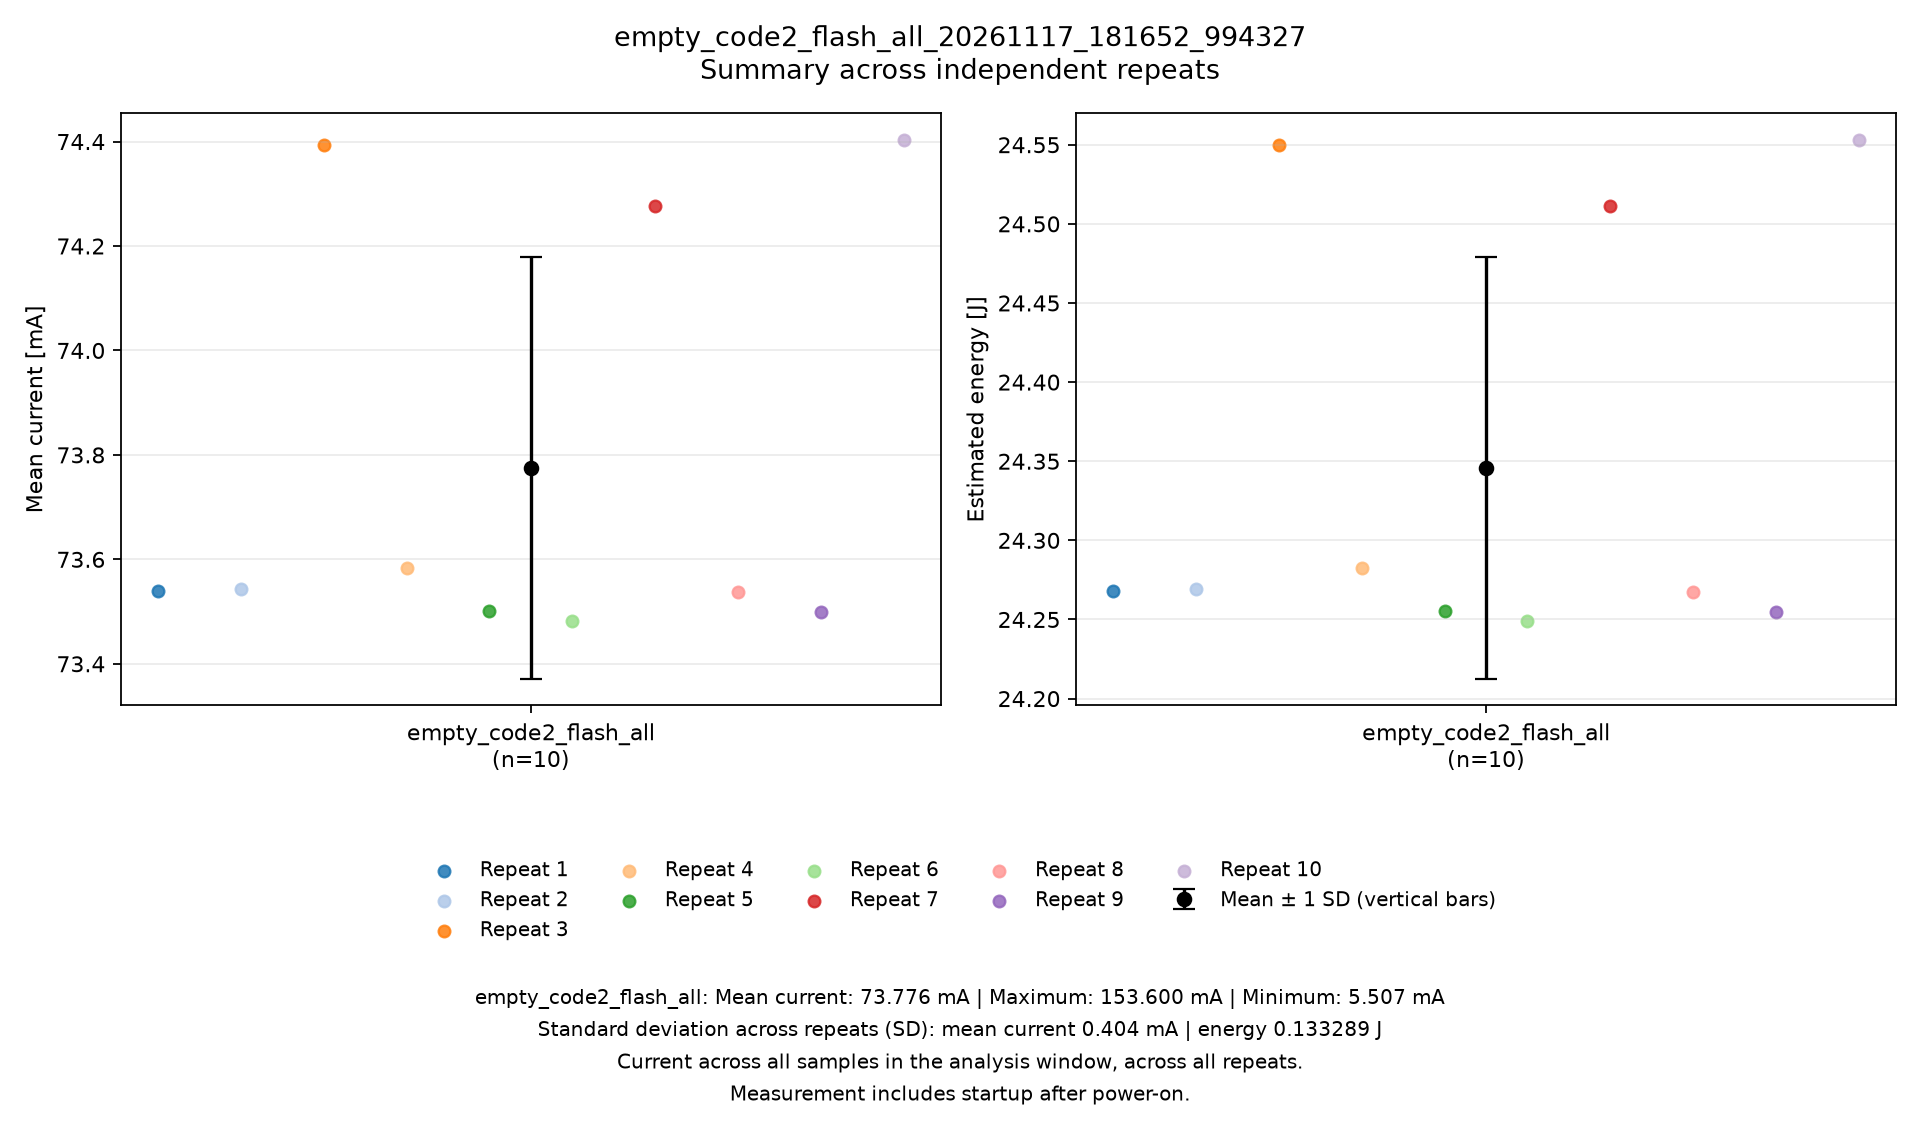 empty_code2_flash_all_20261117_181652_994327
Summary across independent repeats
Mean current [mA]
74.4
74.2
74.0
73.8
73.6
73.4
empty_code2_flash_all
(n=10)
Estimated energy [J]
24.55
24.50
24.45
24.40
24.35
24.30
24.25
24.20
empty_code2_flash_all
(n=10)
Repeat 1
Repeat 2
Repeat 3
Repeat 4
Repeat 5
Repeat 6
Repeat 7
Repeat 8
Repeat 9
Repeat 10
Mean ± 1 SD (vertical bars)
empty_code2_flash_all: Mean current: 73.776 mA | Maximum: 153.600 mA | Minimum: 5.507 mA
Standard deviation across repeats (SD): mean current 0.404 mA | energy 0.133289 J
Current across all samples in the analysis window, across all repeats.
Measurement includes startup after power-on.